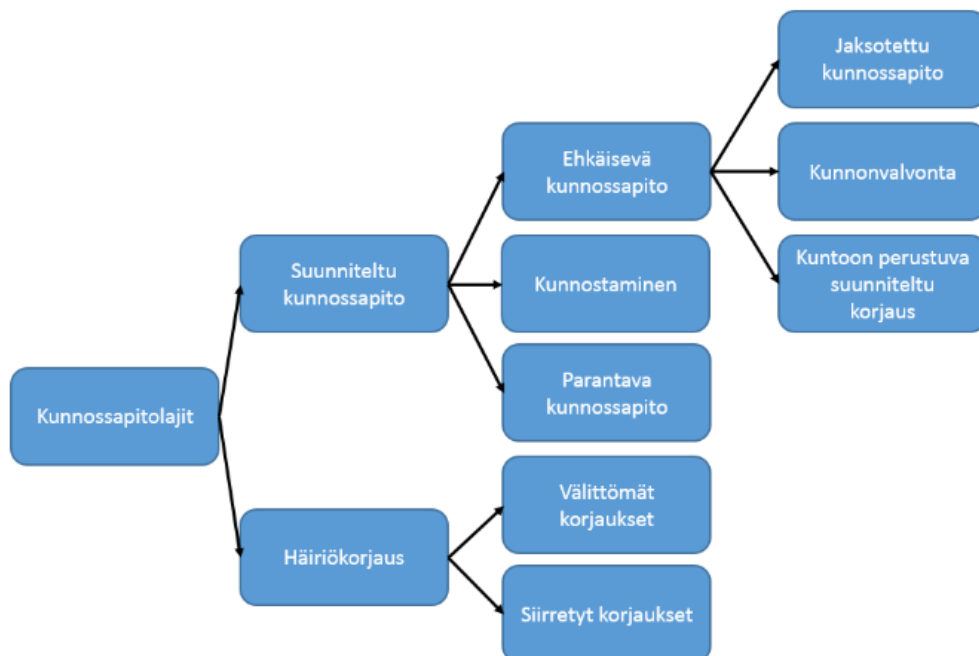 Kunnossapitolajit
Suunniteltu
kunnossapito
Ehkäisevä
kunnossapito
Jaksotettu
kunnossapito
Kunnonvalvonta
Kuntoon perustuva
suunniteltu
korjaus
Kunnostaminen
Parantava
kunnossapito
Häiriökorjaus
Välittömät
korjaukset
Siirretyt korjaukset